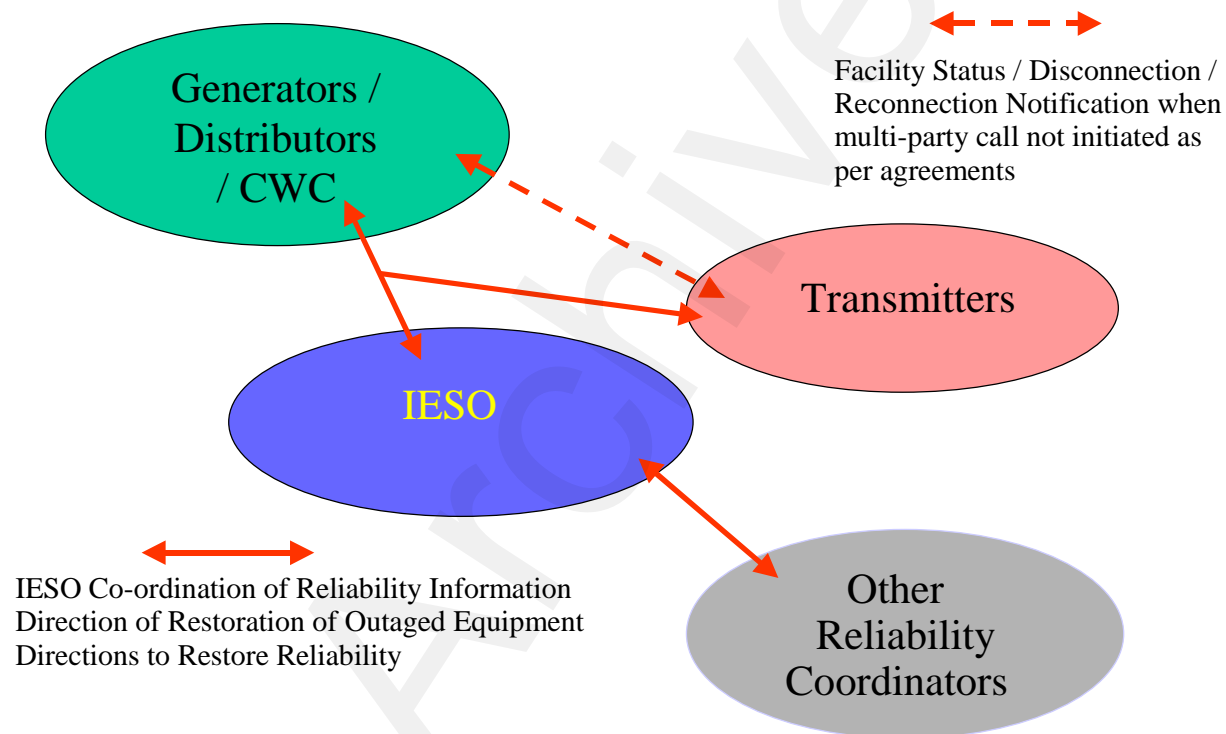 Generators /
Distributors
/ CWC
Facility Status / Disconnection /
Reconnection Notification when
multi-party call not initiated as
per agreements
Transmitters
IESO
IESO Co-ordination of Reliability Information
Direction of Restoration of Outaged Equipment
Directions to Restore Reliability
Other
Reliability
Coordinators
Archive